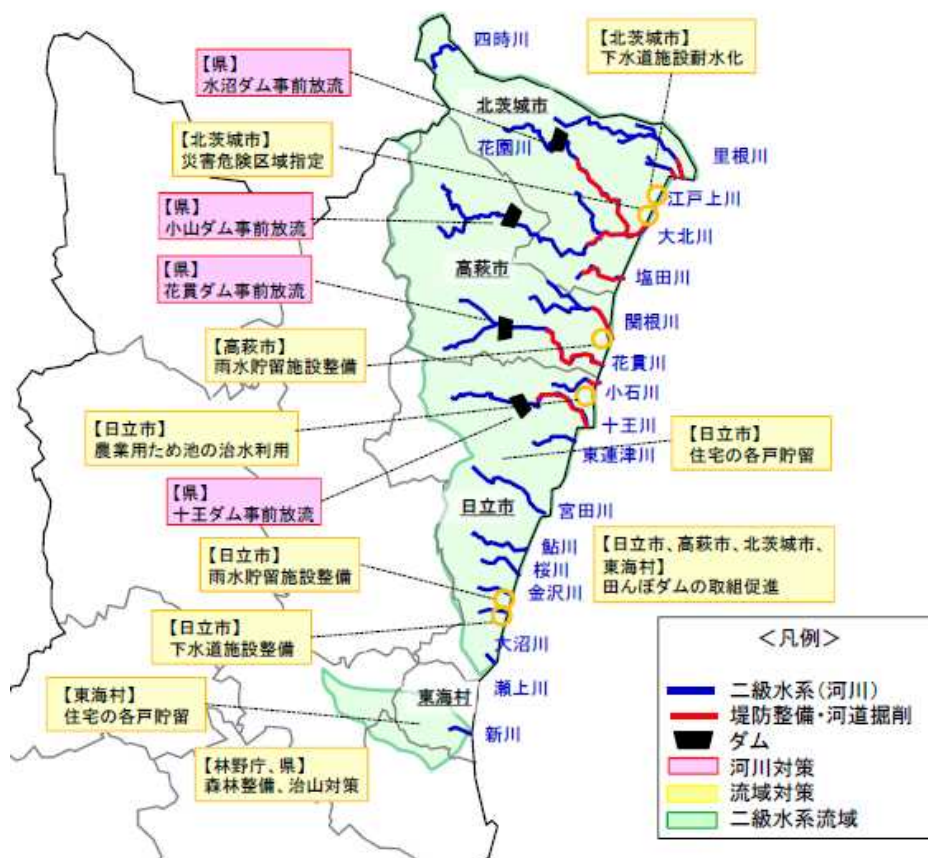 四時川
【北茨城市】
下水道施設耐水化
【県】
水沼ダム事前放流
北茨城市
花園川
里根川
【北茨城市】
災害危険区域指定
江戸上川
【県】
小山ダム事前放流
大北川
高萩市
塩田川
【県】
花貫ダム事前放流
関根川
【高萩市】
雨水貯留施設整備
花貫川
小石川
【日立市】
農業用ため池の治水利用
十王川
東連津川
【日立市】
住宅の各戸貯留
【県】
十王ダム事前放流
日立市
宮田川
鮎川
桜川
金沢川
【日立市、高萩市、北茨城市、
東海村】
田んぼダムの取組促進
【日立市】
雨水貯留施設整備
【日立市】
下水道施設整備
大沼川
瀬上川
【東海村】
住宅の各戸貯留
東海村
新川
【林野庁、県】
森林整備、治山対策
＜凡例＞
二級水系(河川)
堤防整備・河道掘削
ダム
河川対策
流域対策
二級水系流域